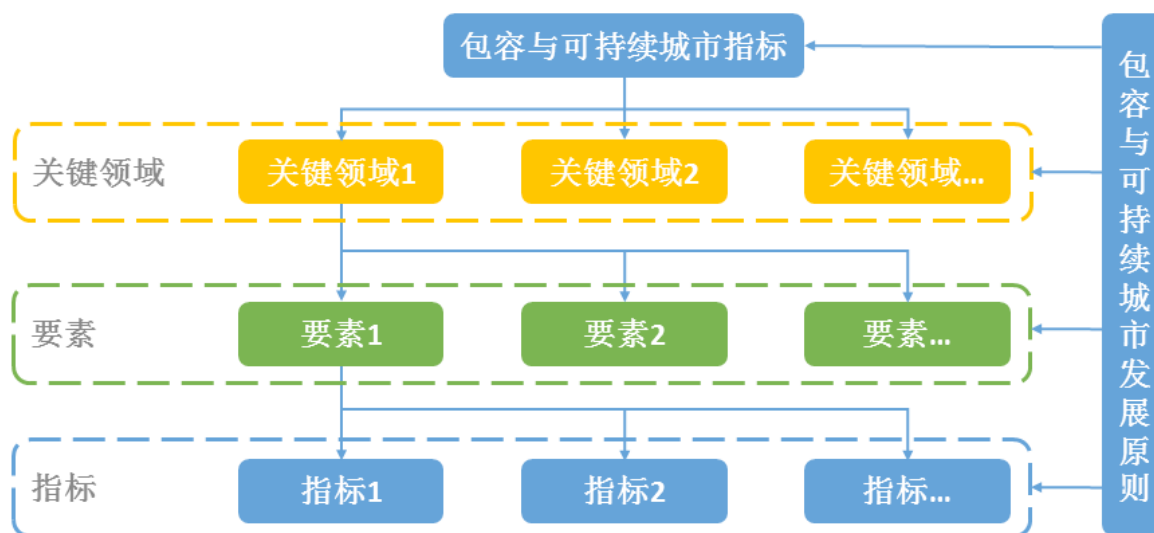 包容与可持续城市指标
关键领域
关键领域1
关键领域2
关键领域...
要素
要素1
要素2
要素...
指标
指标1
指标2
指标...
包容与可持续城市发展原则